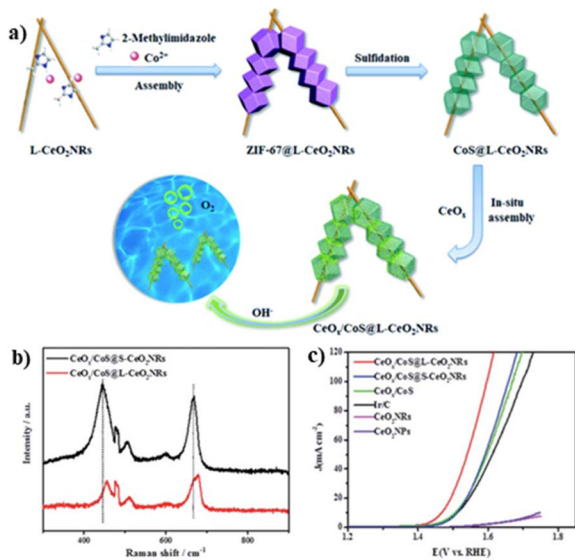 a)
2-Methylimidazole
Co2+
Assembly
Sulfidation
L-CeO2NRs
ZIF-67@L-CeO2NRs
CoS@L-CeO2NRs
CeOx
In-situ
assembly
O2
OH-
CeOx/CoS@L-CeO2NRs
b)
CeOx/CoS@S-CeO2NRs
CeOx/CoS@L-CeO2NRs
Intensity / a.u.
400
600
800
Raman shift / cm-1
c)
CeOx/CoS@L-CeO2NRs
CeOx/CoS@S-CeO2NRs
CeOx/CoS
Ir/C
CeO2NRs
CeO2NPs
J(mA cm-2)
120
100
80
60
40
20
0
1.2
1.4
1.6
1.8
E(V vs. RHE)